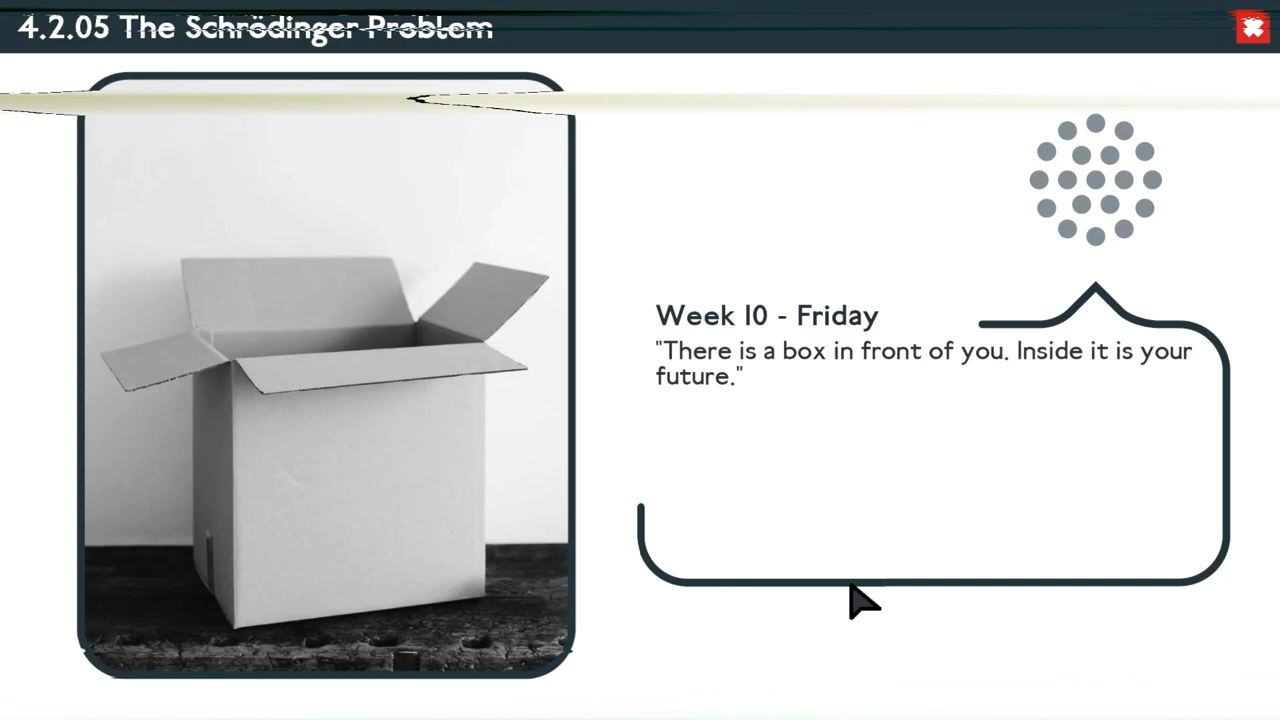 4.2.05 The Schrödinger Problem
Week 10 - Friday
"There is a box in front of you. Inside it is your
future."